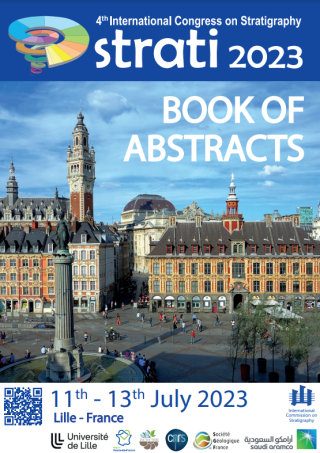 4th International Congress on Stratigraphy
strati 2023
BOOK OF
ABSTRACTS
11th - 13th July 2023
Lille - France
International
Commission on
Stratigraphy
Université
de Lille
Société
Géologique
France
أرامكو السعودية
saudi aramco